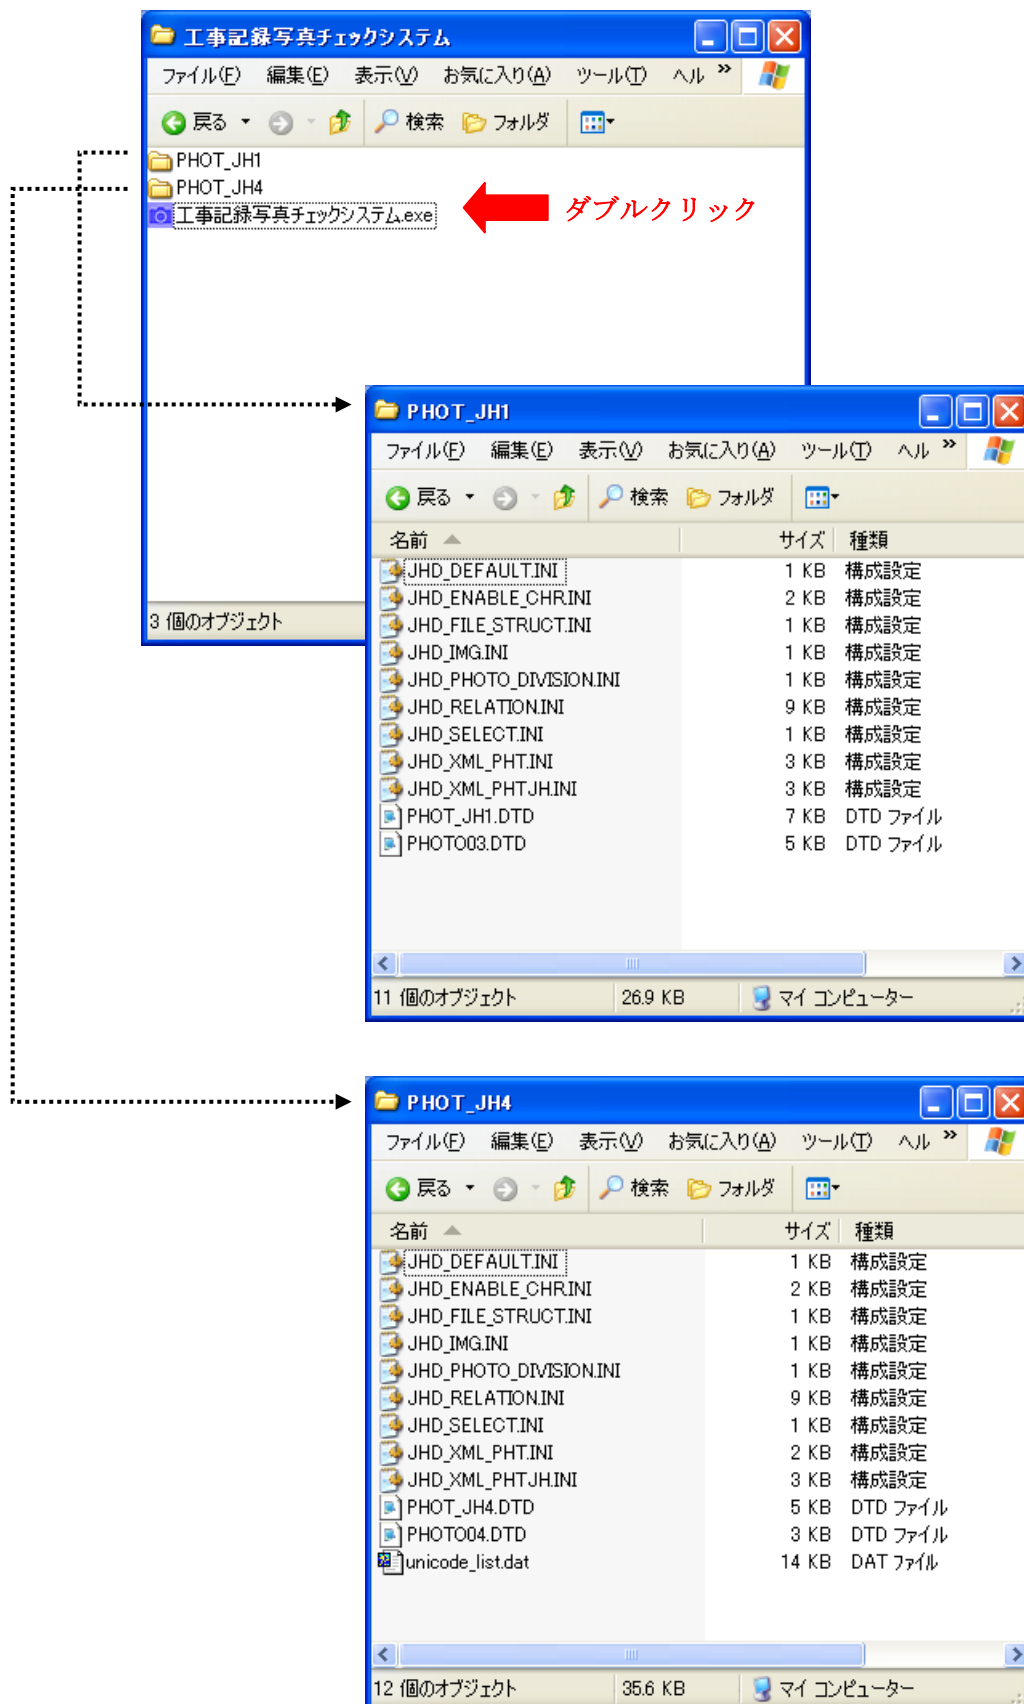 工事記録写真チェックシステム
ファイル(F) 編集(E) 表示(V) お気に入り(A) ツール(T) ヘル »
戻る 検索 フォルダ
PHOT_JH1
PHOT_JH4
工事記録写真チェックシステム.exe
ダブルクリック
3 個のオブジェクト
PHOT_JH1
ファイル(F) 編集(E) 表示(V) お気に入り(A) ツール(T) ヘル »
戻る 検索 フォルダ
名前 サイズ 種類
JHD_DEFAULT.INI 1 KB 構成設定
JHD_ENABLE_CHR.INI 2 KB 構成設定
JHD_FILE_STRUCT.INI 1 KB 構成設定
JHD_IMG.INI 1 KB 構成設定
JHD_PHOTO_DIVISION.INI 1 KB 構成設定
JHD_RELATION.INI 9 KB 構成設定
JHD_SELECT.INI 1 KB 構成設定
JHD_XML_PHT.INI 3 KB 構成設定
JHD_XML_PHTJH.INI 3 KB 構成設定
PHOT_JH1.DTD 7 KB DTD ファイル
PHOTO03.DTD 5 KB DTD ファイル
11 個のオブジェクト 26.9 KB マイ コンピューター
PHOT_JH4
ファイル(F) 編集(E) 表示(V) お気に入り(A) ツール(T) ヘル »
戻る 検索 フォルダ
名前 サイズ 種類
JHD_DEFAULT.INI 1 KB 構成設定
JHD_ENABLE_CHR.INI 2 KB 構成設定
JHD_FILE_STRUCT.INI 1 KB 構成設定
JHD_IMG.INI 1 KB 構成設定
JHD_PHOTO_DIVISION.INI 1 KB 構成設定
JHD_RELATION.INI 9 KB 構成設定
JHD_SELECT.INI 1 KB 構成設定
JHD_XML_PHT.INI 2 KB 構成設定
JHD_XML_PHTJH.INI 3 KB 構成設定
PHOT_JH4.DTD 5 KB DTD ファイル
PHOTO04.DTD 3 KB DTD ファイル
unicode_list.dat 14 KB DAT ファイル
12 個のオブジェクト 35.6 KB マイ コンピューター